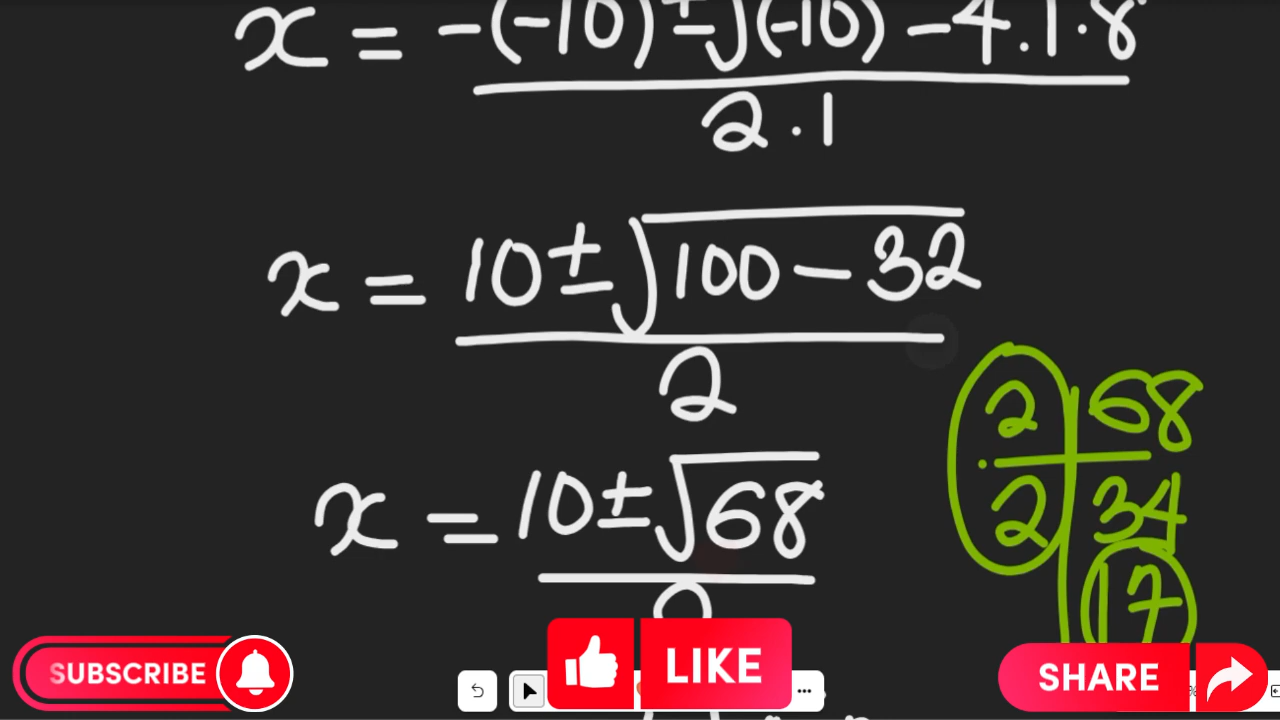 x = -(-10) ± √(-10) - 4.1.8
2.1
x = 10 ± √100 - 32
2
x = 10 ± √68
2 | 68
2 | 34
17
SUBSCRIBE
LIKE
SHARE